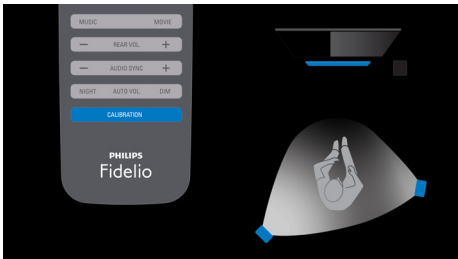 MUSIC MOVIE
— REAR VOL. +
— AUDIO SYNC +
NIGHT AUTO VOL. DIM
CALIBRATION
PHILIPS
Fidelio